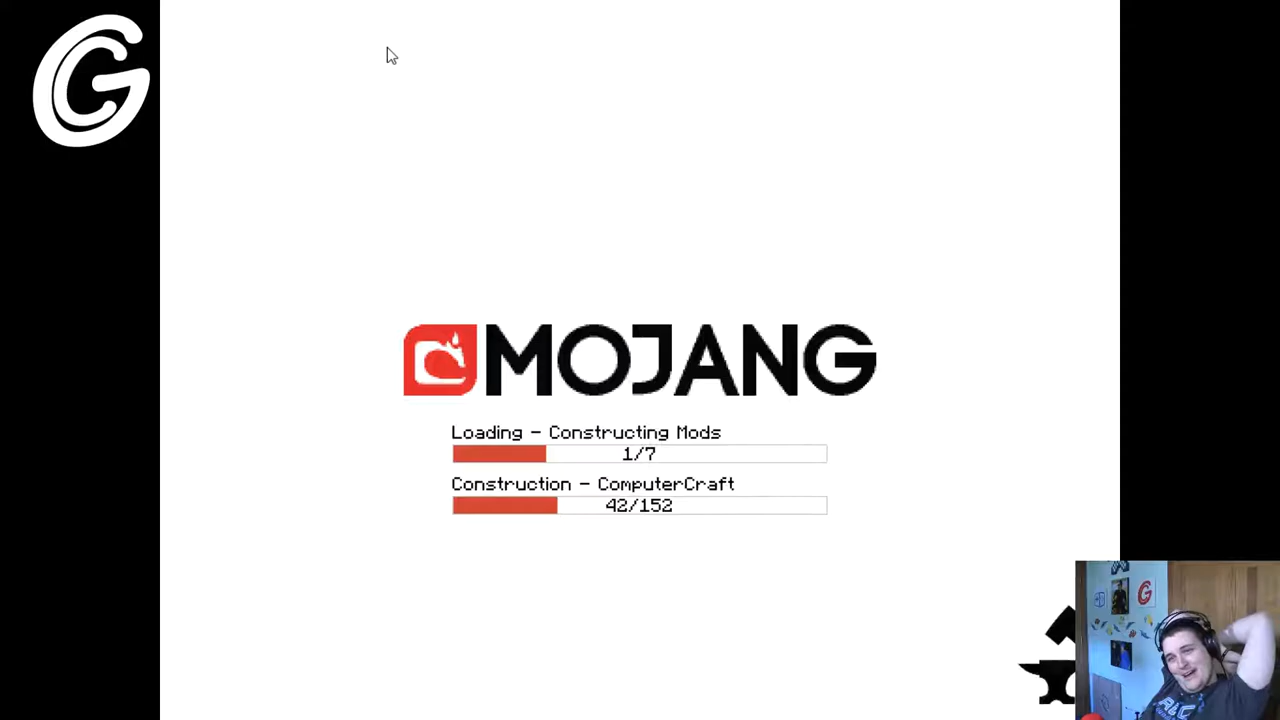 MOJANG
Loading - Constructing Mods
1/7
Construction - ComputerCraft
42/152